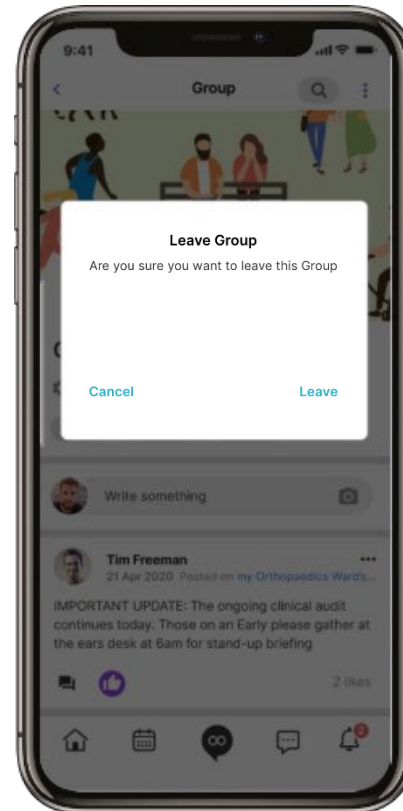 9:41
Group
Leave Group
Are you sure you want to leave this Group
Cancel
Leave
Write something
Tim Freeman
21 Apr 2020 Posted on my Orthopaedics Ward's...
IMPORTANT UPDATE: The ongoing clinical audit
continues today. Those on an Early please gather at
the ears desk at 6am for stand-up briefing
2 likes